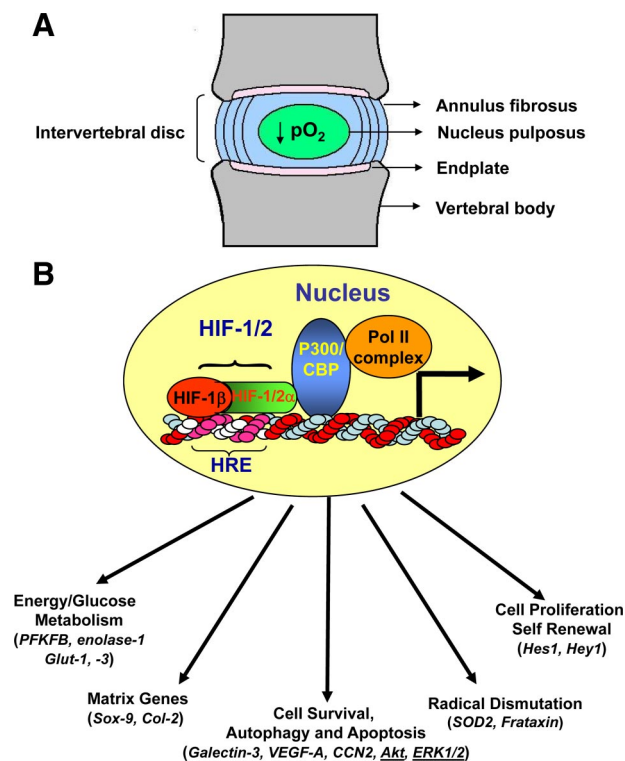 A
Intervertebral disc
↓ pO₂
Annulus fibrosus
Nucleus pulposus
Endplate
Vertebral body
B
Nucleus
HIF-1/2
P300/
CBP
Pol II
complex
HIF-1β
HIF-1/2α
HRE
Energy/Glucose
Metabolism
(PFKFB, enolase-1
Glut-1, -3)
Matrix Genes
(Sox-9, Col-2)
Cell Survival,
Autophagy and Apoptosis
(Galectin-3, VEGF-A, CCN2, Akt, ERK1/2)
Radical Dismutation
(SOD2, Frataxin)
Cell Proliferation
Self Renewal
(Hes1, Hey1)